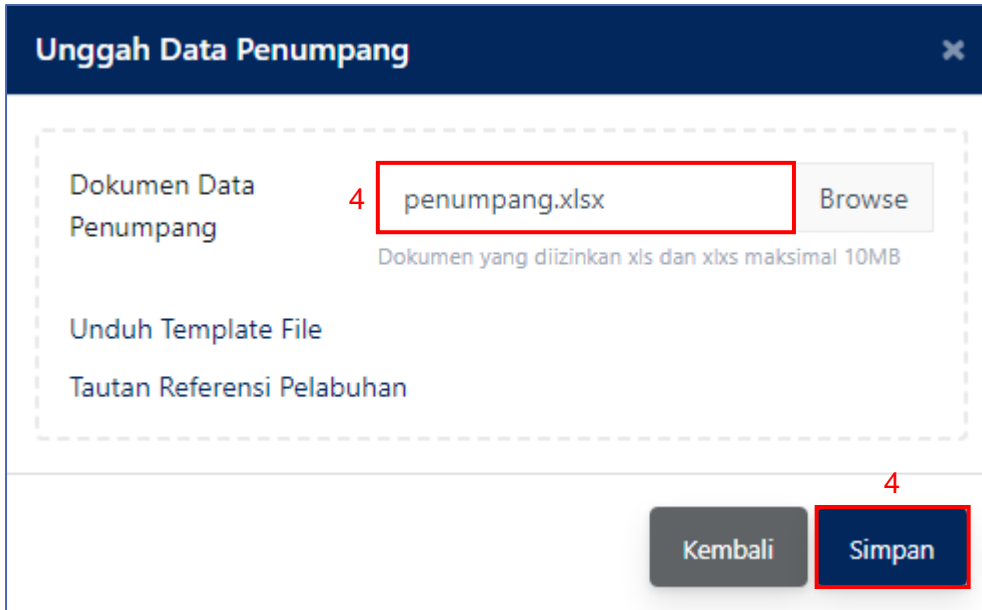 Unggah Data Penumpang ×
Dokumen Data
Penumpang
4 penumpang.xlsx Browse
Dokumen yang diizinkan xls dan xlxs maksimal 10MB
Unduh Template File
Tautan Referensi Pelabuhan
4
Kembali Simpan